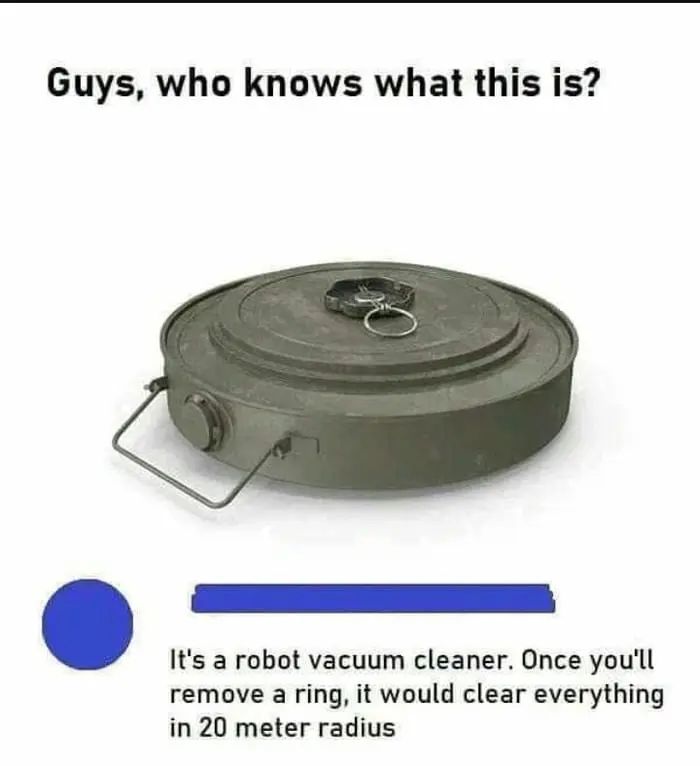 Guys, who knows what this is?
It's a robot vacuum cleaner. Once you'll
remove a ring, it would clear everything
in 20 meter radius